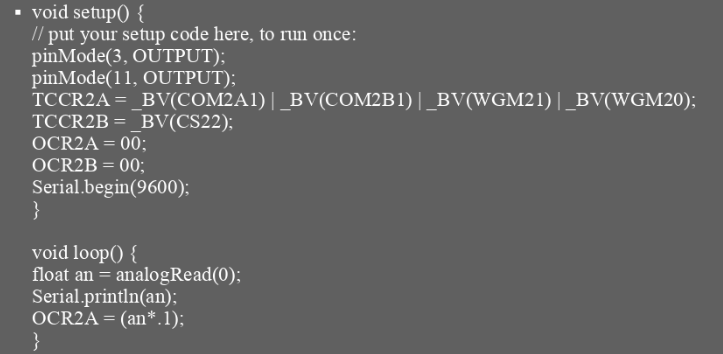 ▪ void setup() {
// put your setup code here, to run once:
pinMode(3, OUTPUT);
pinMode(11, OUTPUT);
TCCR2A = _BV(COM2A1) | _BV(COM2B1) | _BV(WGM21) | _BV(WGM20);
TCCR2B = _BV(CS22);
OCR2A = 00;
OCR2B = 00;
Serial.begin(9600);
}

void loop() {
float an = analogRead(0);
Serial.println(an);
OCR2A = (an*.1);
}